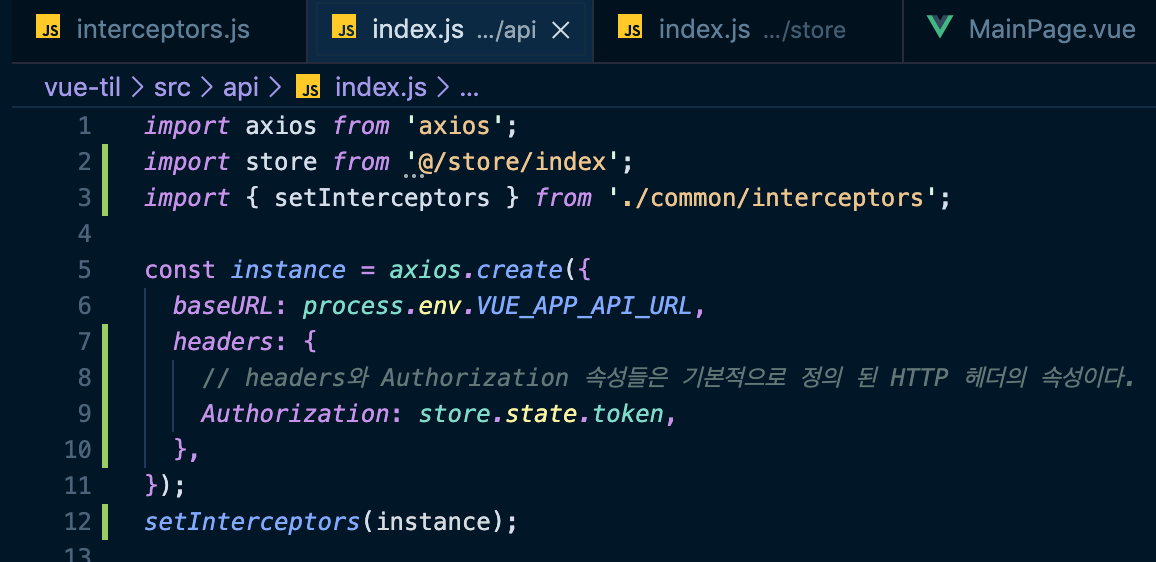 JS interceptors.js JS index.js .../api × JS index.js .../store MainPage.vue
vue-til > src > api > JS index.js > ...
1 import axios from 'axios';
2 import store from '@/store/index';
3 import { setInterceptors } from './common/interceptors';
4
5 const instance = axios.create({
6 baseURL: process.env.VUE_APP_API_URL,
7 headers: {
8 // headers와 Authorization 속성들은 기본적으로 정의 된 HTTP 헤더의 속성이다.
9 Authorization: store.state.token,
10 },
11 });
12 setInterceptors(instance);
13